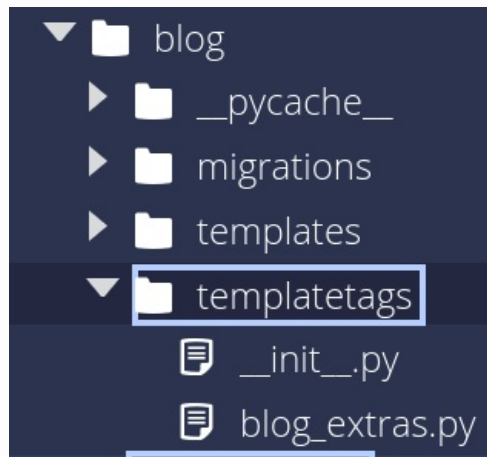 blog
__pycache__
migrations
templates
templatetags
__init__.py
blog_extras.py